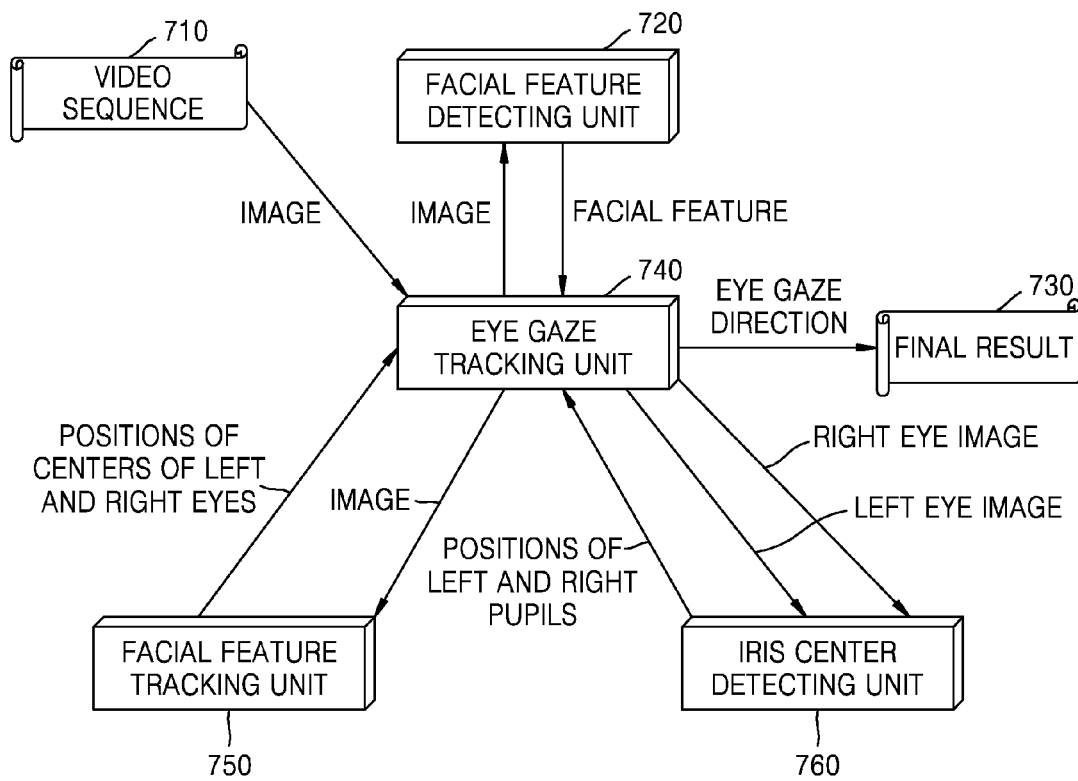 710
VIDEO
SEQUENCE
720
FACIAL FEATURE
DETECTING UNIT
IMAGE
IMAGE
FACIAL FEATURE
740
EYE GAZE
TRACKING UNIT
EYE GAZE
DIRECTION
730
FINAL RESULT
POSITIONS OF
CENTERS OF LEFT
AND RIGHT EYES
IMAGE
POSITIONS OF
LEFT AND RIGHT
PUPILS
RIGHT EYE IMAGE
LEFT EYE IMAGE
FACIAL FEATURE
TRACKING UNIT
750
IRIS CENTER
DETECTING UNIT
760